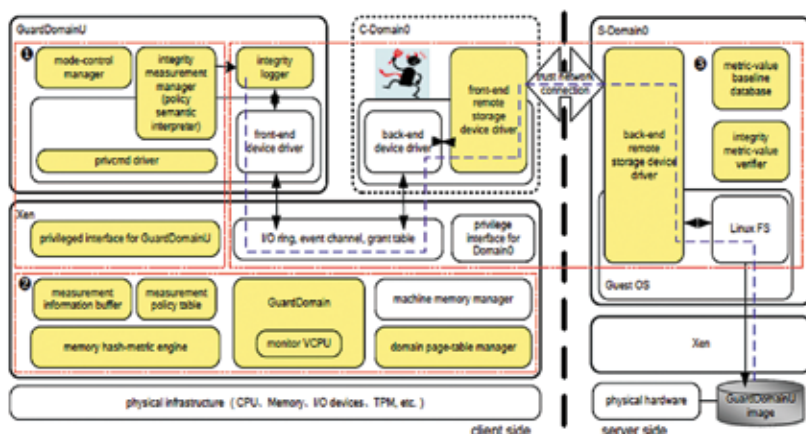 GuardDomainU
C-Domain0
S-Domain0
❶
mode-control
manager
integrity
measurement
manager
(policy
semantic
interpreter)
integrity
logger
front-end
device driver
privcmd driver
back-end
device driver
front-end
remote
storage
device driver
trust network
connection
back-end
remote
storage device
driver
❸
metric-value
baseline
database
integrity
metric-value
verifier
Linux FS
Guest OS
Xen
privileged interface for GuardDomainU
I/O ring, event channel, grant table
privilege
interface for
Domain0
❷
measurement
information buffer
measurement
policy table
GuardDomain
monitor VCPU
machine memory manager
memory hash-metric engine
domain page-table manager
Xen
physical infrastructure ( CPU、Memory、I/O devices、TPM, etc. )
physical hardware
GuardDomainU
image
client side
server side